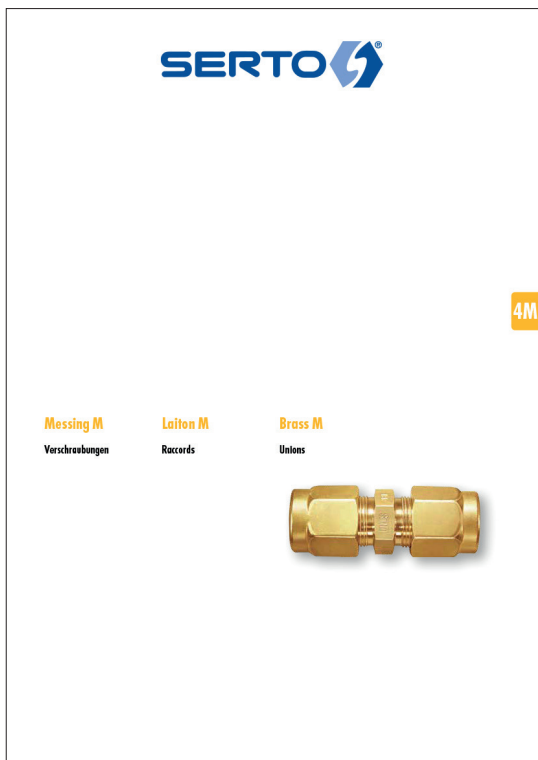 SERTO®
4M
Messing M
Laiton M
Brass M
Verschraubungen
Raccords
Unions